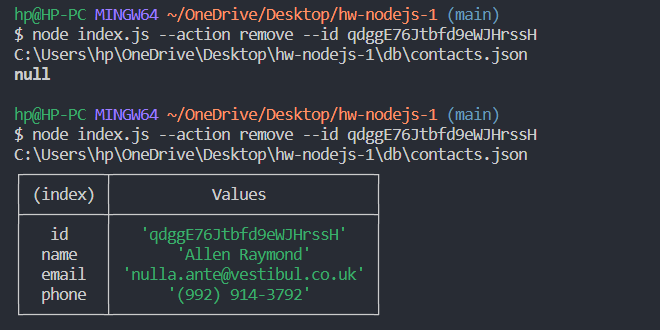 hp@HP-PC MINGW64 ~/OneDrive/Desktop/hw-nodejs-1 (main)
$ node index.js --action remove --id qdggE76Jtbfd9eWJHrssH
C:\Users\hp\OneDrive\Desktop\hw-nodejs-1\db\contacts.json
null
hp@HP-PC MINGW64 ~/OneDrive/Desktop/hw-nodejs-1 (main)
$ node index.js --action remove --id qdggE76Jtbfd9eWJHrssH
C:\Users\hp\OneDrive\Desktop\hw-nodejs-1\db\contacts.json
(index) Values
id 'qdggE76Jtbfd9eWJHrssH'
name 'Allen Raymond'
email 'nulla.ante@vestibul.co.uk'
phone '(992) 914-3792'